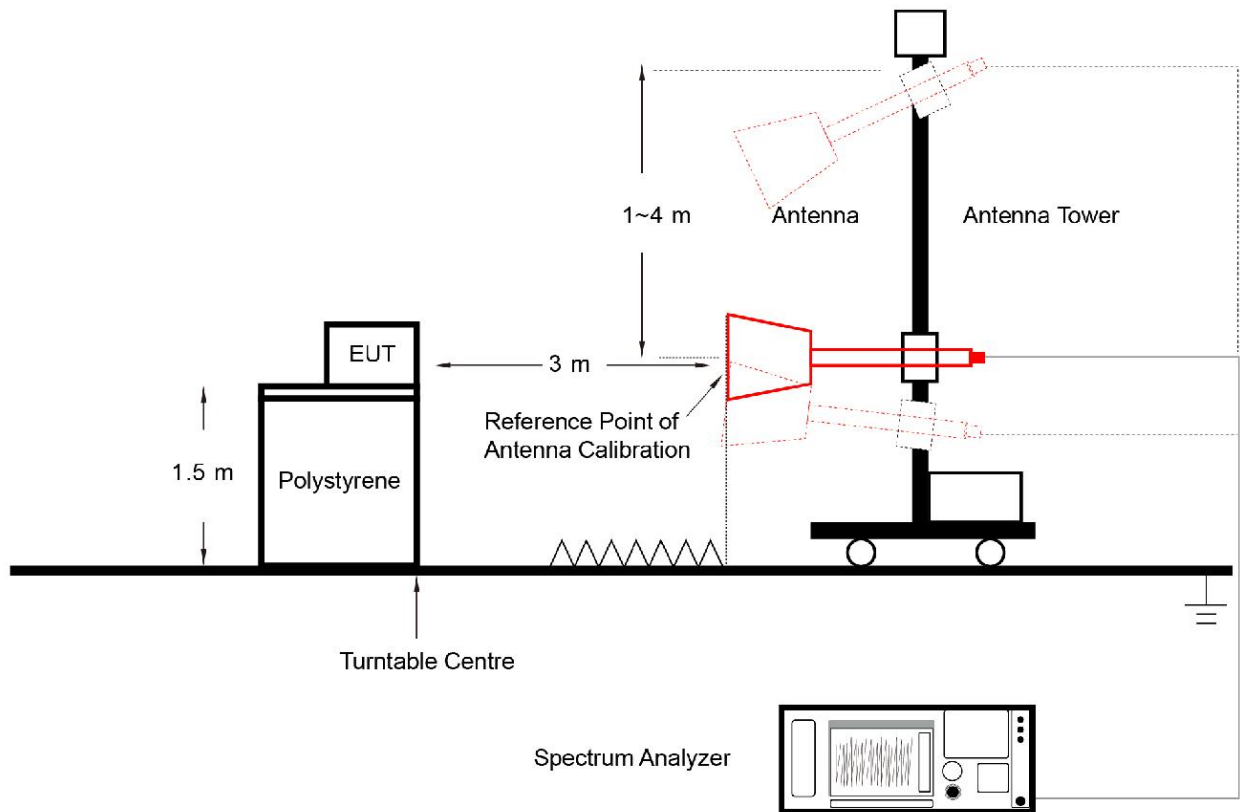 1~4 m
Antenna
Antenna Tower
EUT
3 m
Reference Point of
Antenna Calibration
1.5 m
Polystyrene
Turntable Centre
Spectrum Analyzer